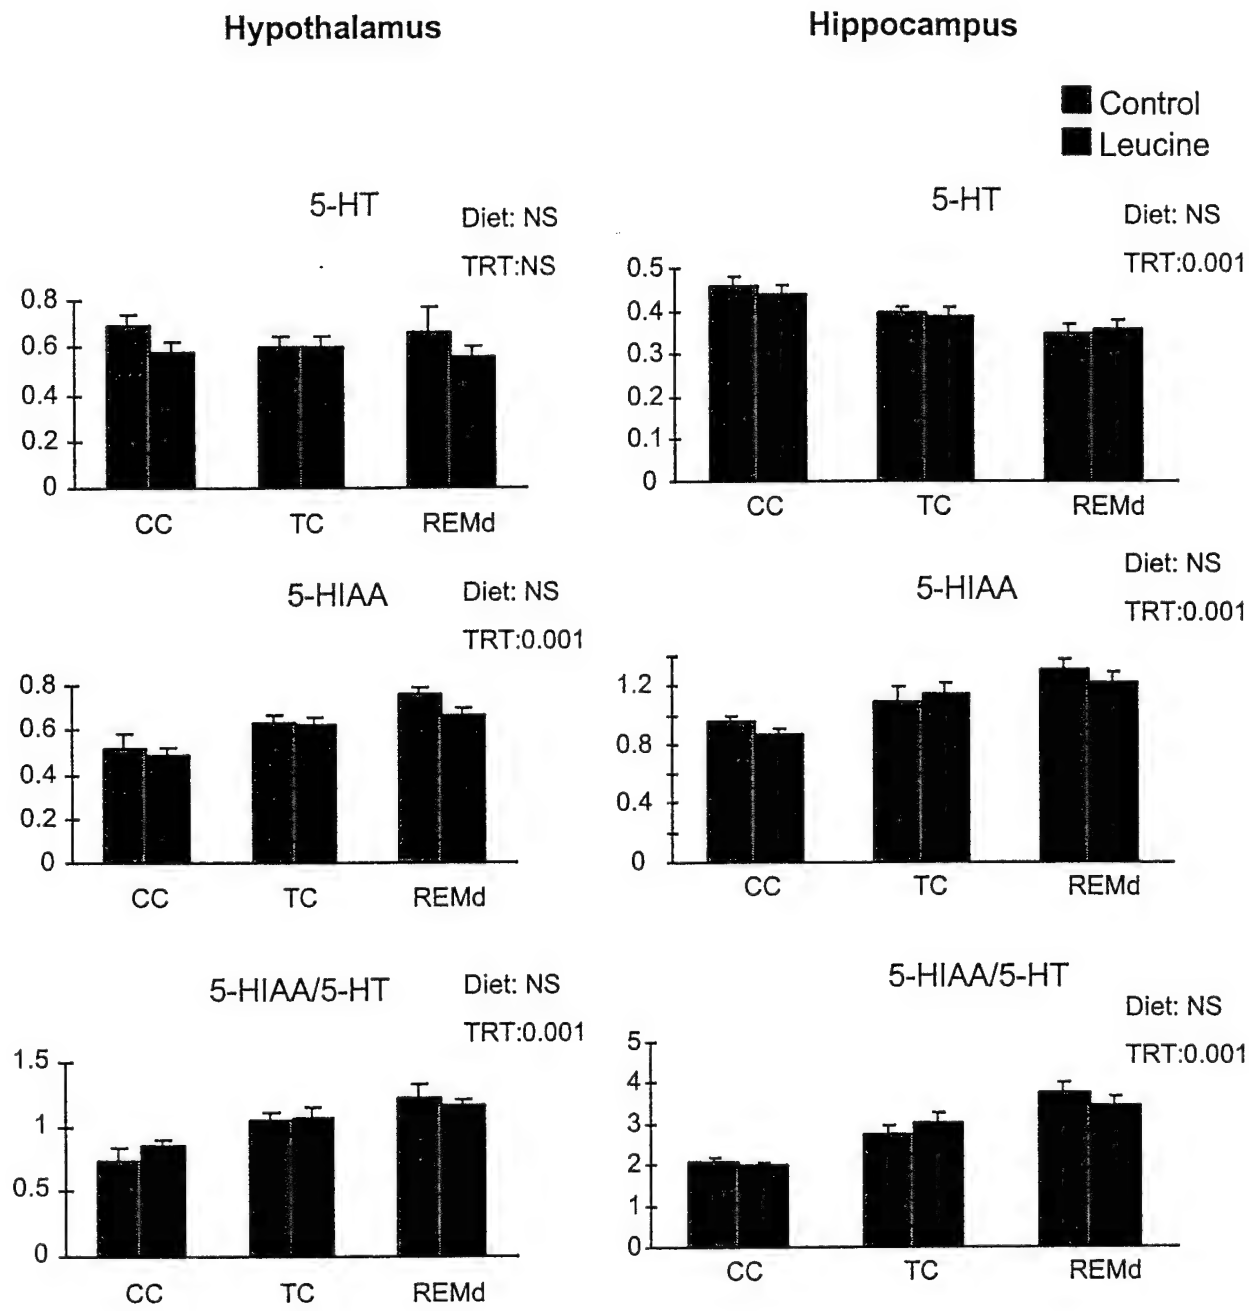 Hypothalamus
Hippocampus
Control
Leucine
5-HT
Diet: NS
TRT:NS
0.8
0.6
0.4
0.2
0
CC TC REMd
5-HT
Diet: NS
TRT:0.001
0.5
0.4
0.3
0.2
0.1
0
CC TC REMd
5-HIAA
Diet: NS
TRT:0.001
0.8
0.6
0.4
0.2
0
CC TC REMd
5-HIAA
Diet: NS
TRT:0.001
1.2
0.8
0.4
0
CC TC REMd
5-HIAA/5-HT
Diet: NS
TRT:0.001
1.5
1
0.5
0
CC TC REMd
5-HIAA/5-HT
Diet: NS
TRT:0.001
5
4
3
2
1
0
CC TC REMd